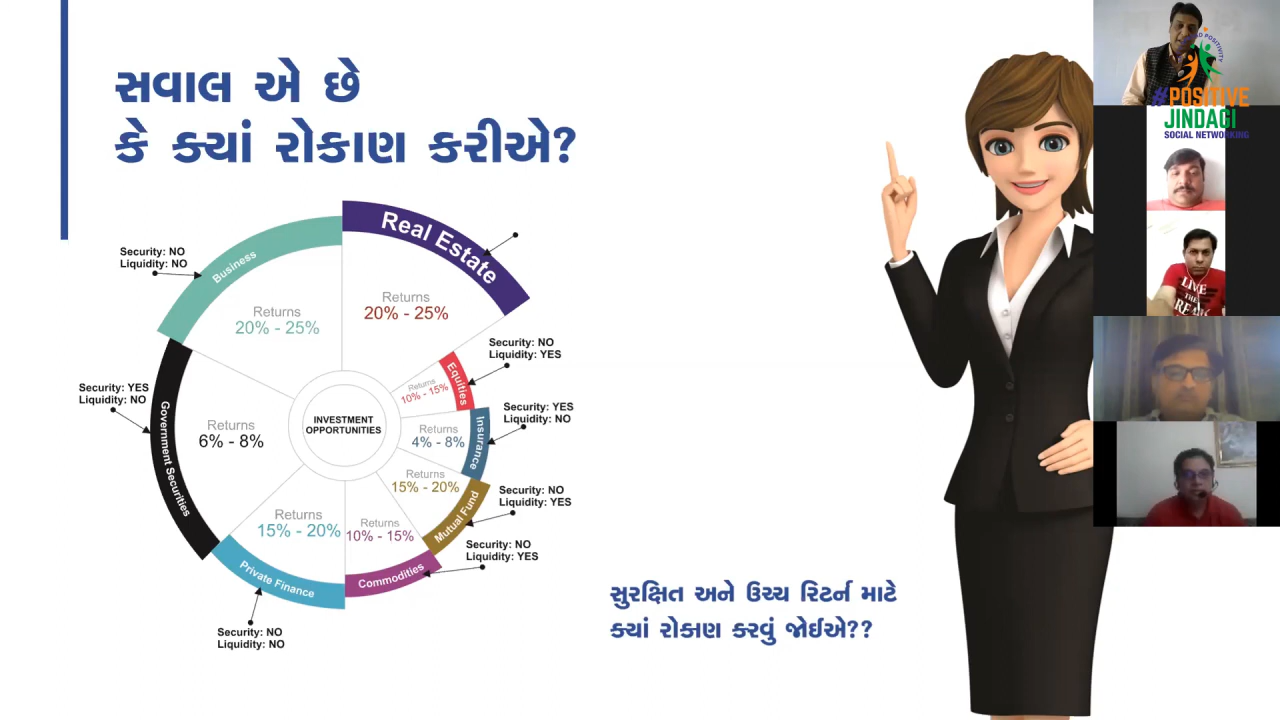 સવાલ એ છે
કે ક્યાં રોકાણ કરીએ?
Real Estate
Returns
20% - 25%
Business
Security: NO
Liquidity: NO
Returns
20% - 25%
Security: NO
Liquidity: YES
Equities
Returns
10% - 15%
Security: YES
Liquidity: NO
Insurance
Returns
4% - 8%
Security: NO
Liquidity: YES
Mutual Fund
Returns
15% - 20%
Security: NO
Liquidity: YES
Commodities
Returns
10% - 15%
Private Finance
Returns
15% - 20%
Security: NO
Liquidity: NO
Government Securities
Security: YES
Liquidity: NO
Returns
6% - 8%
INVESTMENT
OPPORTUNITIES
સુરક્ષિત અને ઉચ્ચ રિટર્ન માટે
ક્યાં રોકાણ કરવું જોઈએ??
#POSITIVE
JINDAGI
SOCIAL NETWORKING
LIVE
THE